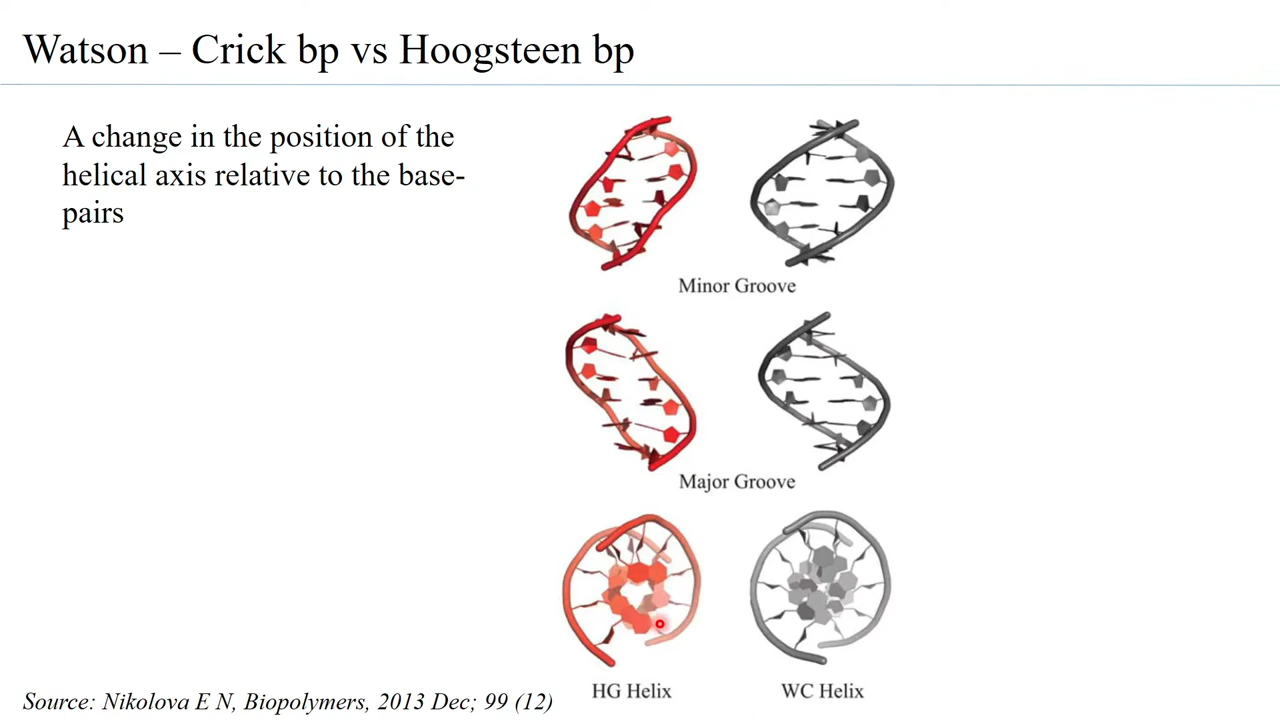 Watson – Crick bp vs Hoogsteen bp
A change in the position of the
helical axis relative to the base-
pairs
Minor Groove
Major Groove
HG Helix
WC Helix
Source: Nikolova E N, Biopolymers, 2013 Dec; 99 (12)